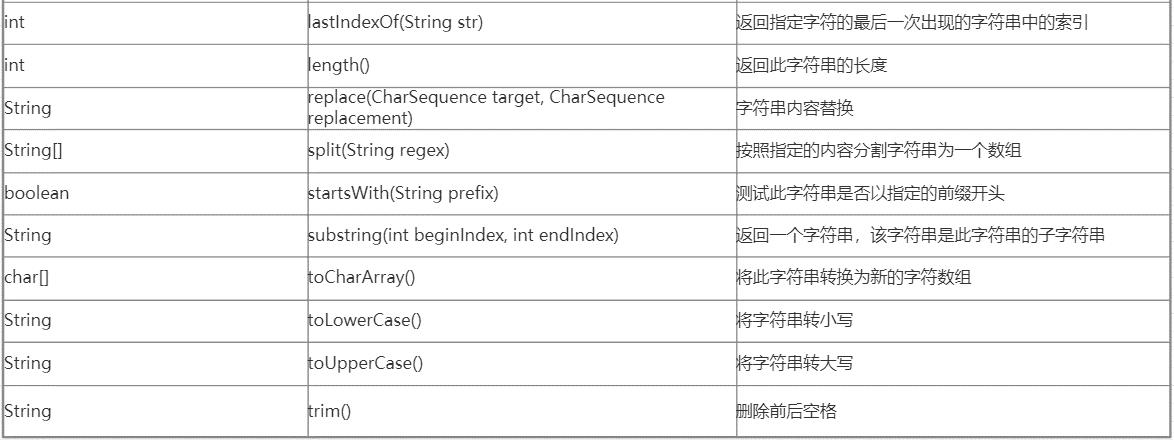 int lastIndexOf(String str) 返回指定字符的最后一次出现的字符串中的索引
int length() 返回此字符串的长度
String replace(CharSequence target, CharSequence replacement) 字符串内容替换
String[] split(String regex) 按照指定的内容分割字符串为一个数组
boolean startsWith(String prefix) 测试此字符串是否以指定的前缀开头
String substring(int beginIndex, int endIndex) 返回一个字符串，该字符串是此字符串的子字符串
char[] toCharArray() 将此字符串转换为新的字符数组
String toLowerCase() 将字符串转小写
String toUpperCase() 将字符串转大写
String trim() 删除前后空格